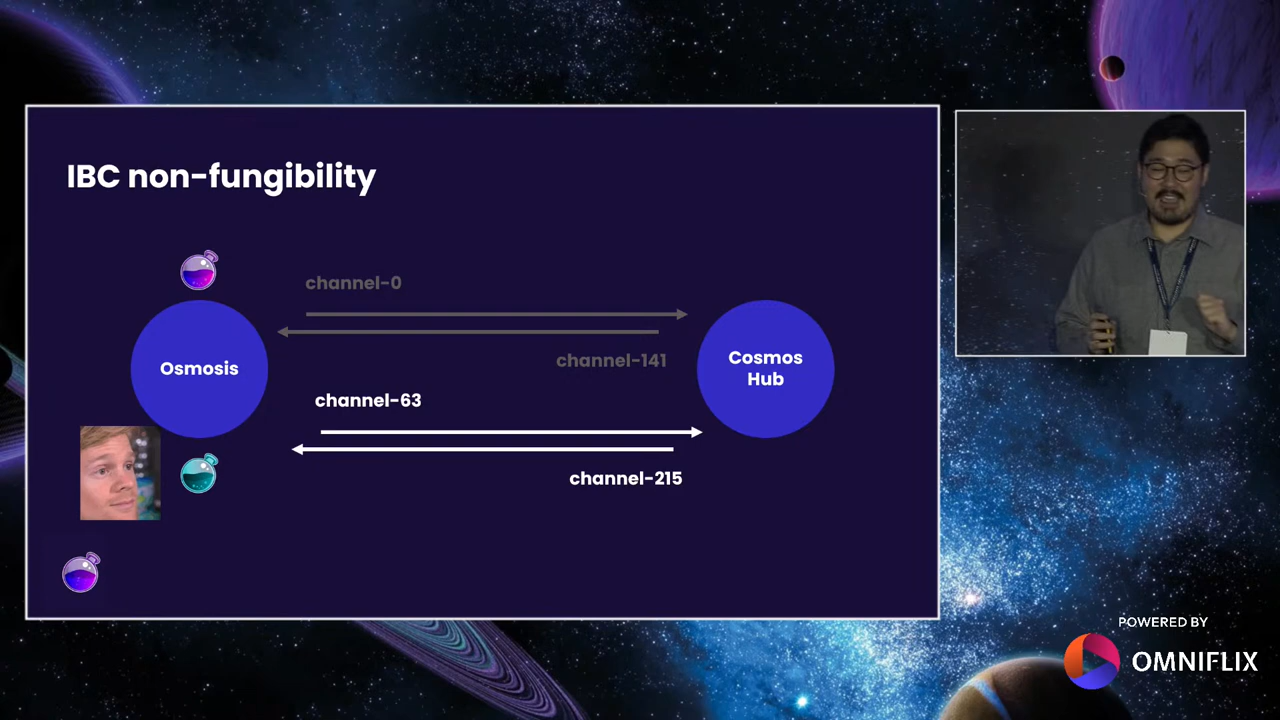 IBC non-fungibility
channel-0
channel-141
Osmosis
Cosmos
Hub
channel-63
channel-215
POWERED BY
OMNIFLIX